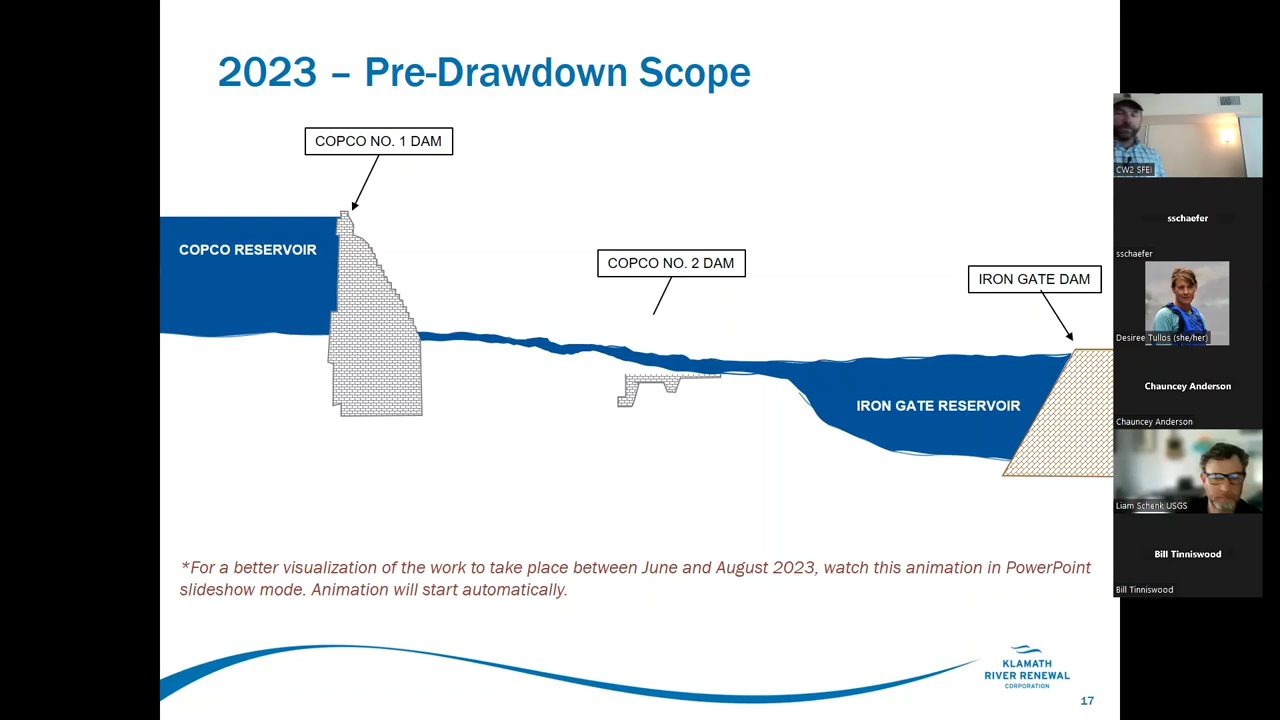 2023 – Pre-Drawdown Scope
COPCO NO. 1 DAM
COPCO RESERVOIR
COPCO NO. 2 DAM
IRON GATE DAM
IRON GATE RESERVOIR
*For a better visualization of the work to take place between June and August 2023, watch this animation in PowerPoint
slideshow mode. Animation will start automatically.
KLAMATH
RIVER RENEWAL
CORPORATION
17
CW2 SFEI
sschaefer
sschaefer
Desiree Tullos (she/her)
Chauncey Anderson
Chauncey Anderson
Liam Schenk USGS
Bill Tinniswood
Bill Tinniswood